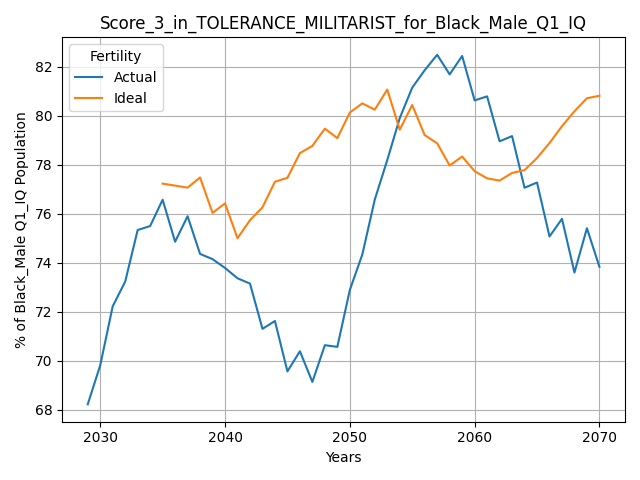 Score_3_in_TOLERANCE_MILITARIST_for_Black_Male_Q1_IQ
Fertility
Actual
Ideal
% of Black_Male Q1_IQ Population
82
80
78
76
74
72
70
68
2030
2040
2050
2060
2070
Years